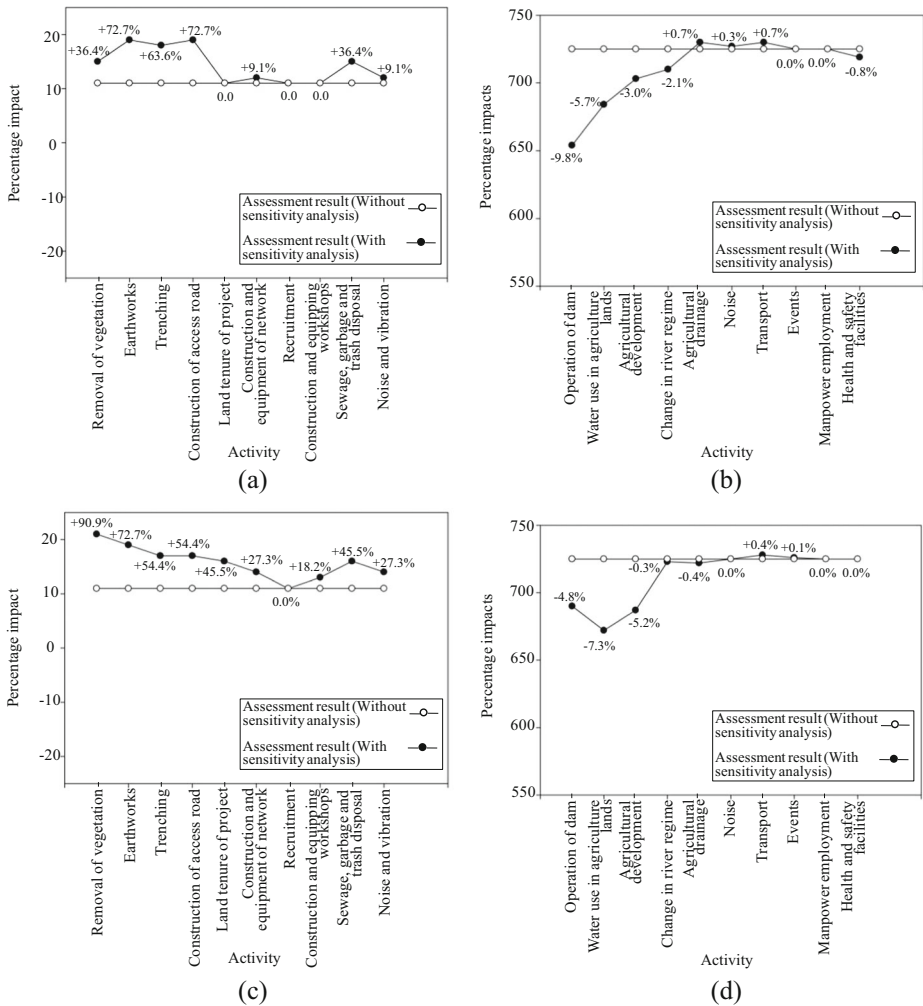 Percentage impact
20
10
0
-10
-20
+36.4%
+72.7%
+63.6%
+72.7%
0.0
+9.1%
0.0
0.0
+36.4%
+9.1%
Assessment result (Without
sensitivity analysis)
Assessment result (With
sensitivity analysis)
Removal of vegetation
Earthworks
Trenching
Construction of access road
Land tenure of project
Construction and
equipment of network
Recruitment
Construction and equipping
workshops
Sewage, garbage and
trash disposal
Noise and vibration
Activity
(a)
Percentage impacts
750
700
650
600
550
-9.8%
-5.7%
-3.0%
-2.1%
+0.7%
+0.3%
+0.7%
0.0%
0.0%
-0.8%
Assessment result (Without
sensitivity analysis)
Assessment result (With
sensitivity analysis)
Operation of dam
Water use in agriculture
lands
Agricultural
development
Change in river regime
Agricultural
drainage
Noise
Transport
Events
Manpower employment
Health and safety
facilities
Activity
(b)
Percentage impact
20
10
0
-10
-20
+90.9%
+72.7%
+54.4%
+54.4%
+45.5%
+27.3%
0.0%
+18.2%
+45.5%
+27.3%
Assessment result (Without
sensitivity analysis)
Assessment result (With
sensitivity analysis)
Removal of vegetation
Earthworks
Trenching
Construction of access road
Land tenure of project
Construction and
equipment of network
Recruitment
Construction and equipping
workshops
Sewage, garbage and
trash disposal
Noise and vibration
Activity
(c)
Percentage impacts
750
700
650
600
550
-4.8%
-7.3%
-5.2%
-0.3%
-0.4%
0.0%
+0.4%
+0.1%
0.0%
0.0%
Assessment result (Without
sensitivity analysis)
Assessment result (With
sensitivity analysis)
Operation of dam
Water use in agriculture
lands
Agricultural
development
Change in river regime
Agricultural
drainage
Noise
Transport
Events
Manpower employment
Health and safety
facilities
Activity
(d)